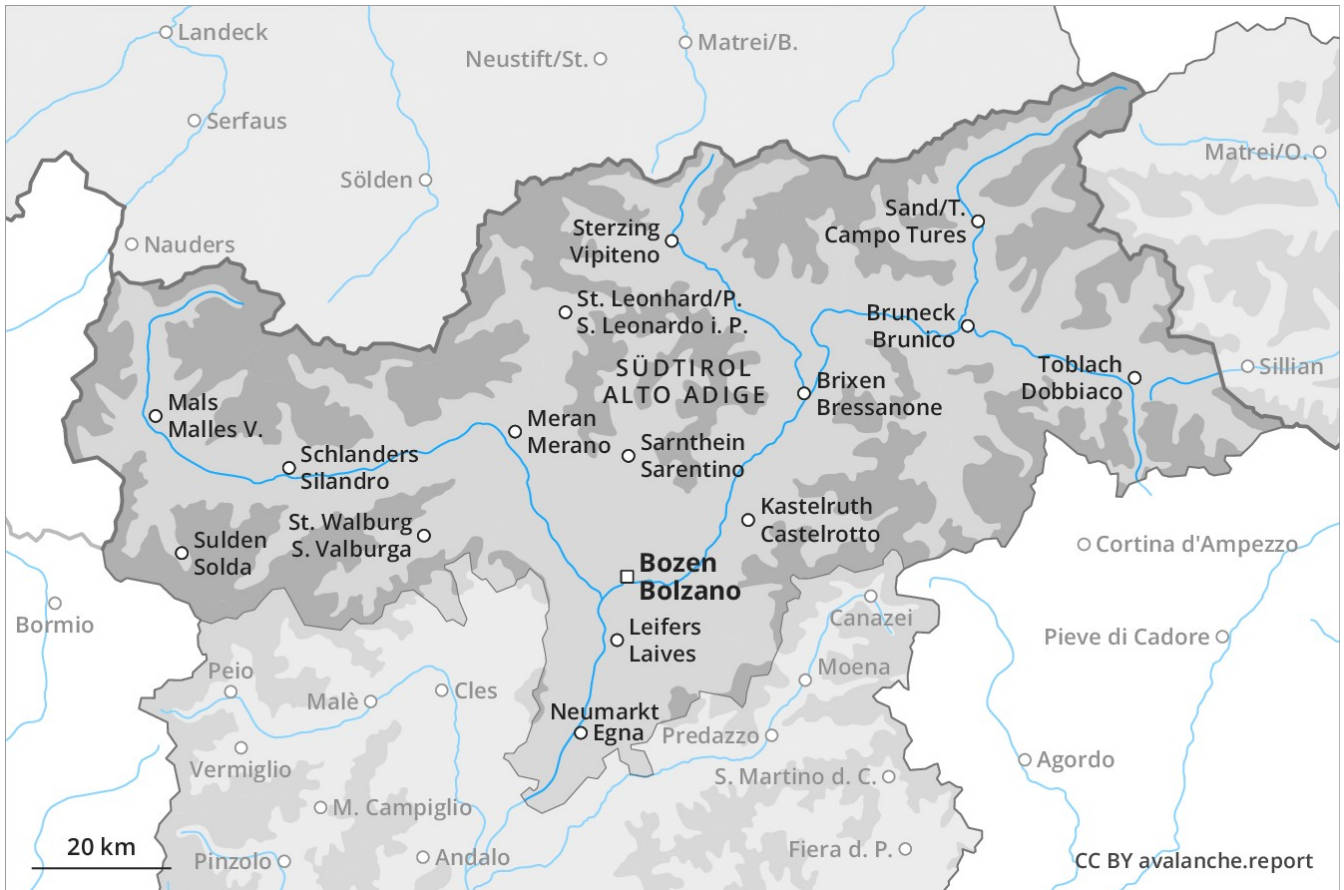 Landeck
Matrei/B.
Neustift/St.
Serfaus
Matrei/O.
Sölden
Sand/T.
Campo Tures
Sterzing
Vipiteno
Nauders
St. Leonhard/P.
S. Leonardo i. P.
Bruneck
Brunico
SÜDTIROL
ALTO ADIGE
Toblach
Dobbiaco
Sillian
Brixen
Bressanone
Mals
Malles V.
Meran
Merano
Sarnthein
Sarentino
Schlanders
Silandro
Kastelruth
Castelrotto
St. Walburg
S. Valburga
Sulden
Solda
Cortina d'Ampezzo
Bozen
Bolzano
Bormio
Canazei
Leifers
Laives
Pieve di Cadore
Peio
Moena
Malè
Cles
Neumarkt
Egna
Predazzo
Vermiglio
Agordo
S. Martino d. C.
M. Campiglio
20 km
Pinzolo
Andalo
Fiera d. P.
CC BY avalanche.report